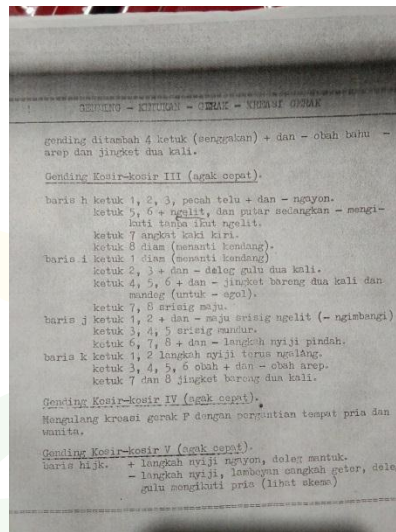 GENDING - KETUKAN - GERAK - KREASI GERAK
gending ditambah 4 ketuk (senggakan) + dan - obah bahu -
arep dan jingket dua kali.
Gending Kosir-kosir III (agak cepat).
baris h ketuk 1, 2, 3, pecah telu + dan - ngayon.
ketuk 5, 6 + ngelit, dan putar sedangkan - mengi-
kuti tanpa ikut ngelit.
ketuk 7 angkat kaki kiri.
ketuk 8 diam (menanti kendang).
baris i ketuk 1 diam (menanti kendang)
ketuk 2, 3 + dan - deleg gulu dua kali.
ketuk 4, 5, 6 + dan - jingket bareng dua kali dan
mandeg (untuk - agol).
ketuk 7, 8 srisig maju.
baris j ketuk 1, 2 + dan - maju srisig ngelit (- ngimbangi)
ketuk 3, 4, 5 srisig mundur.
ketuk 6, 7, 8 + dan - langkah nyiji pindah.
baris k ketuk 1, 2 langkah nyiji terus ngalang.
ketuk 3, 4, 5, 6 obah + dan - obah arep.
ketuk 7 dan 8 jingket bareng dua kali.
Gending Kosir-kosir IV (agak cepat).
Mengulang kreasi gerak P dengan pergantian tempat pria dan
wanita.
Gending Kosir-kosir V (agak cepat).
baris hijk. + langkah nyiji ngayon, deleg mantuk.
- langkah nyiji, lambeyan cangkah geter, dele
gulu mengikuti pria (lihat skema)